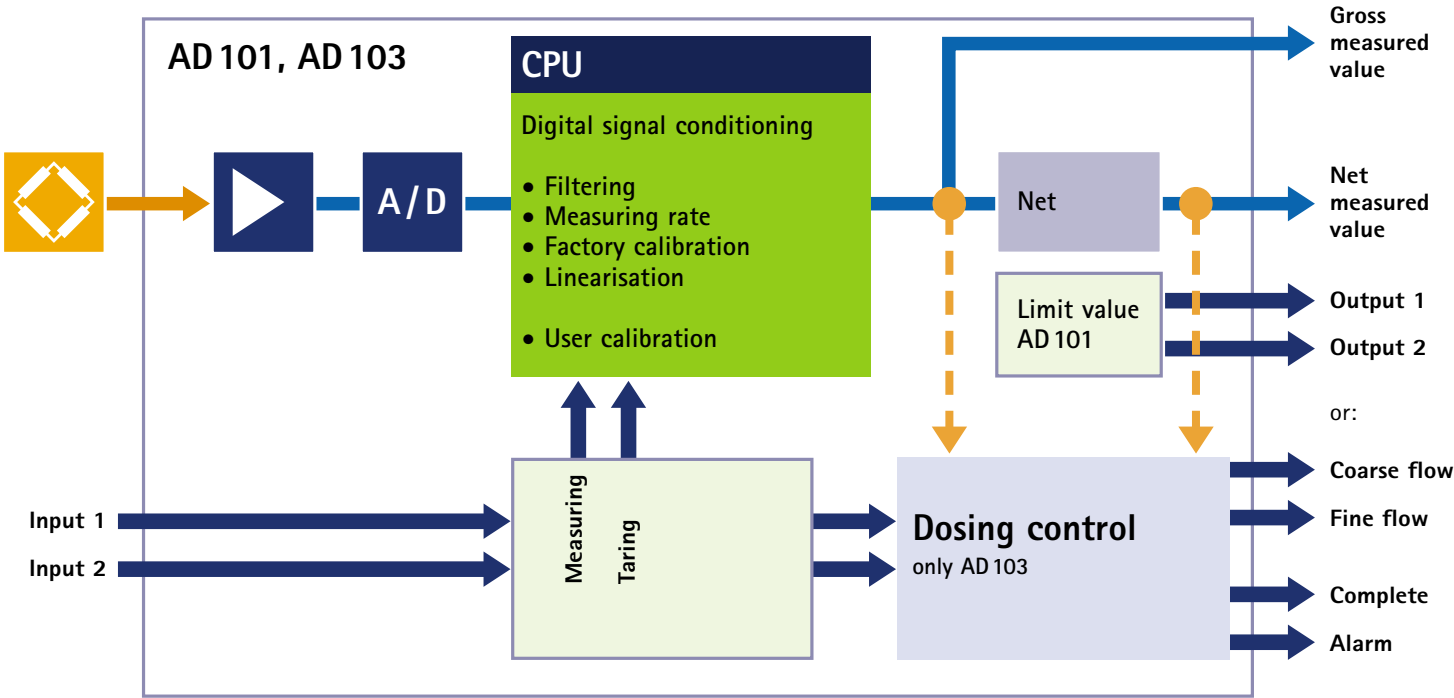 AD 101, AD 103
CPU
Digital signal conditioning
• Filtering
• Measuring rate
• Factory calibration
• Linearisation
• User calibration
A/D
Net
Gross
measured
value
Net
measured
value
Limit value
AD 101
Output 1
Output 2
or:
Input 1
Input 2
Measuring
Taring
Dosing control
only AD 103
Coarse flow
Fine flow
Complete
Alarm